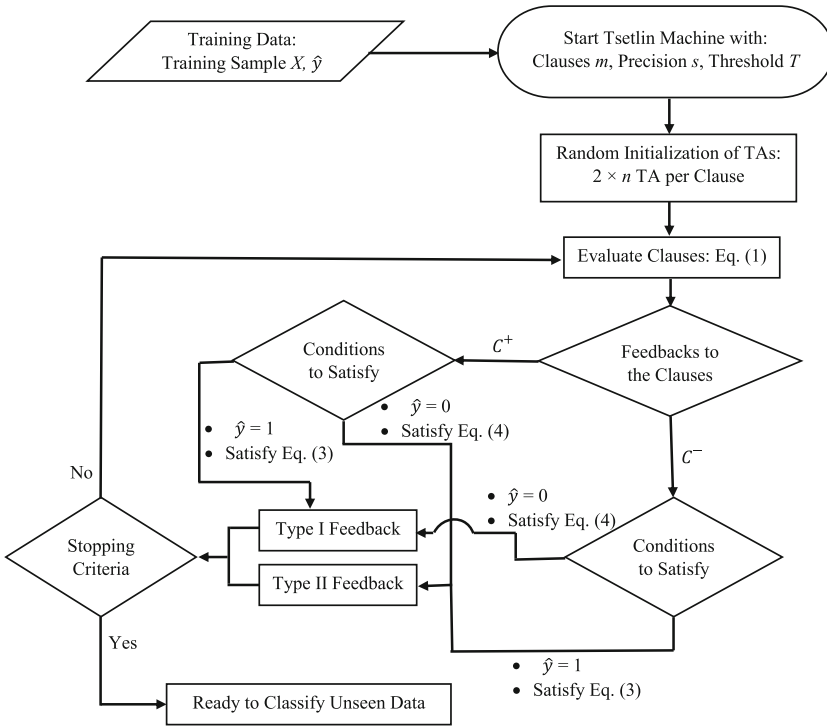 Training Data:
Training Sample X, ŷ
Start Tsetlin Machine with:
Clauses m, Precision s, Threshold T
Random Initialization of TAs:
2 × n TA per Clause
Evaluate Clauses: Eq. (1)
Feedbacks to
the Clauses
C⁺
Conditions
to Satisfy
• ŷ = 0
• Satisfy Eq. (4)
• ŷ = 1
• Satisfy Eq. (3)
C⁻
No
• ŷ = 0
• Satisfy Eq. (4)
Type I Feedback
Stopping
Criteria
Conditions
to Satisfy
Type II Feedback
Yes
• ŷ = 1
• Satisfy Eq. (3)
Ready to Classify Unseen Data